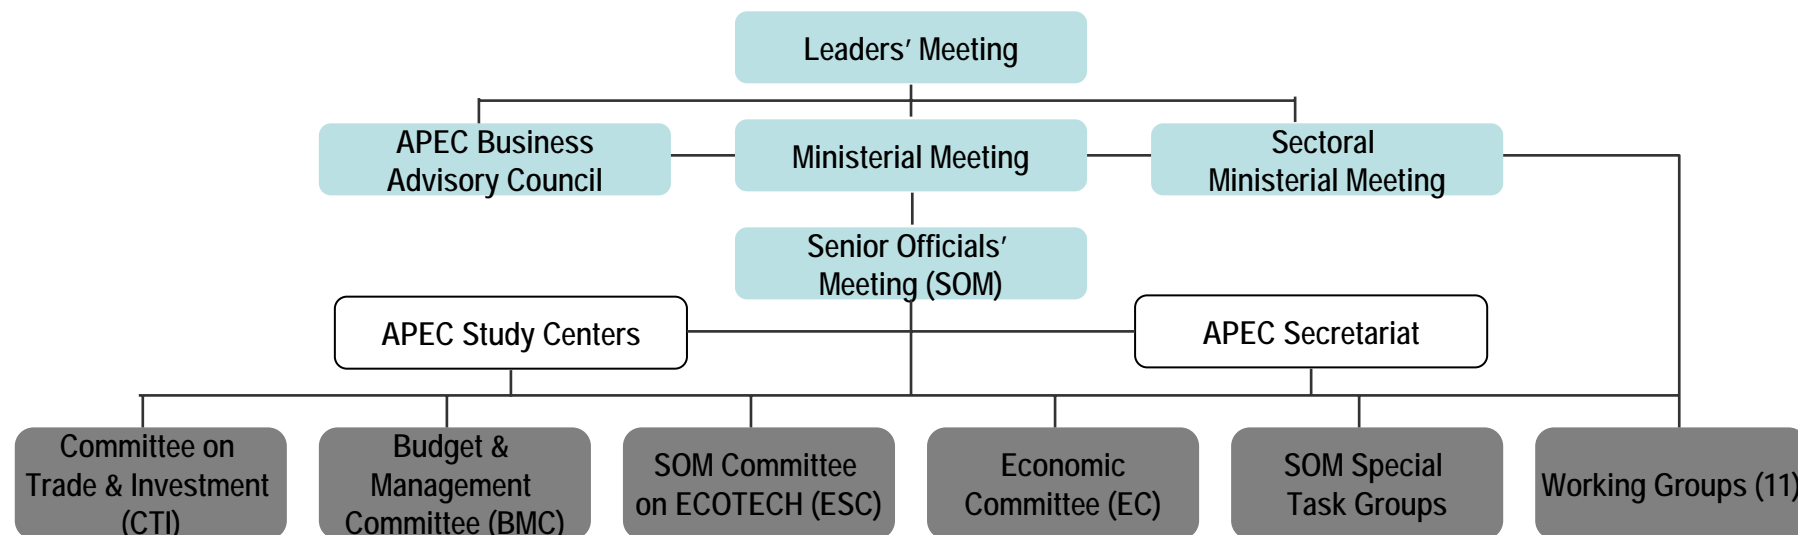 Leaders' Meeting
APEC Business
Advisory Council
Ministerial Meeting
Sectoral
Ministerial Meeting
Senior Officials'
Meeting (SOM)
APEC Study Centers
APEC Secretariat
Committee on
Trade & Investment
(CTI)
Budget &
Management
Committee (BMC)
SOM Committee
on ECOTECH (ESC)
Economic
Committee (EC)
SOM Special
Task Groups
Working Groups (11)